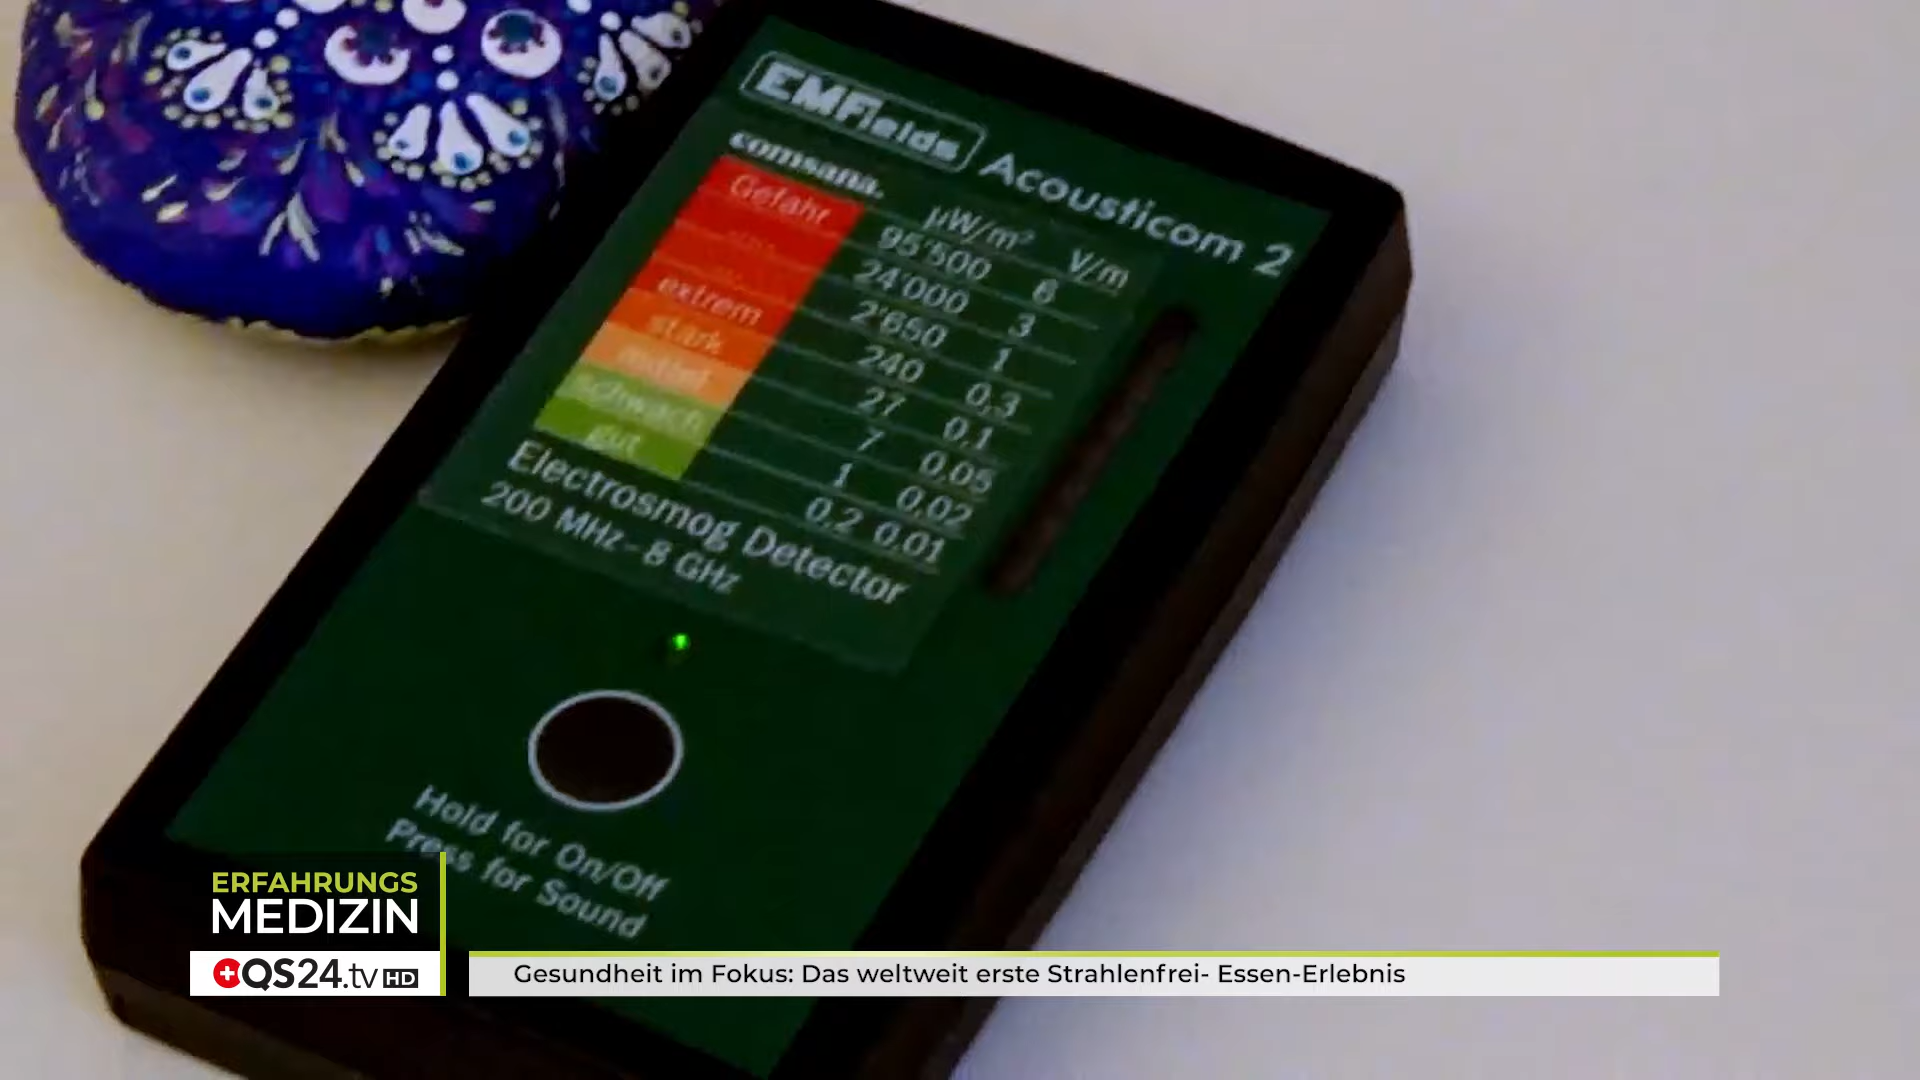 EMFields Acousticom 2
comsana.
µW/m² V/m
Gefahr 95'500 6
24'000 3
2'650 1
extrem 240 0,3
stark 27 0,1
mittel 7 0,05
schwach 1 0,02
gut 0,2 0,01
Electrosmog Detector
200 MHz - 8 GHz
Hold for On/Off
Press for Sound
ERFAHRUNGS
MEDIZIN
QS24.tv HD
Gesundheit im Fokus: Das weltweit erste Strahlenfrei- Essen-Erlebnis